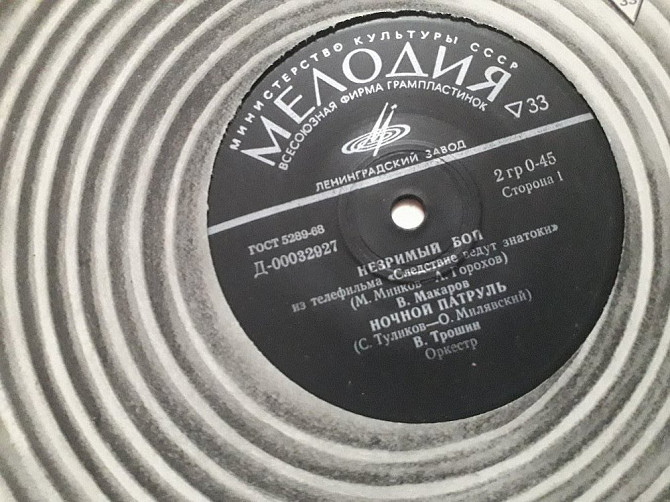 МИНИСТЕРСТВО КУЛЬТУРЫ СССР
МЕЛОДИЯ
ВСЕСОЮЗНАЯ ФИРМА ГРАМПЛАСТИНОК
33
ЛЕНИНГРАДСКИЙ ЗАВОД
2 гр 0-45
Сторона 1
ГОСТ 5289-68
Д-00032927
НЕЗРИМЫЙ БОЙ
из телефильма «Следствие ведут знатоки»
(М. Минков—А. Горохов)
В. Макаров
НОЧНОЙ ПАТРУЛЬ
(С. Туликов—О. Милявский)
В. Трошин
Оркестр
33